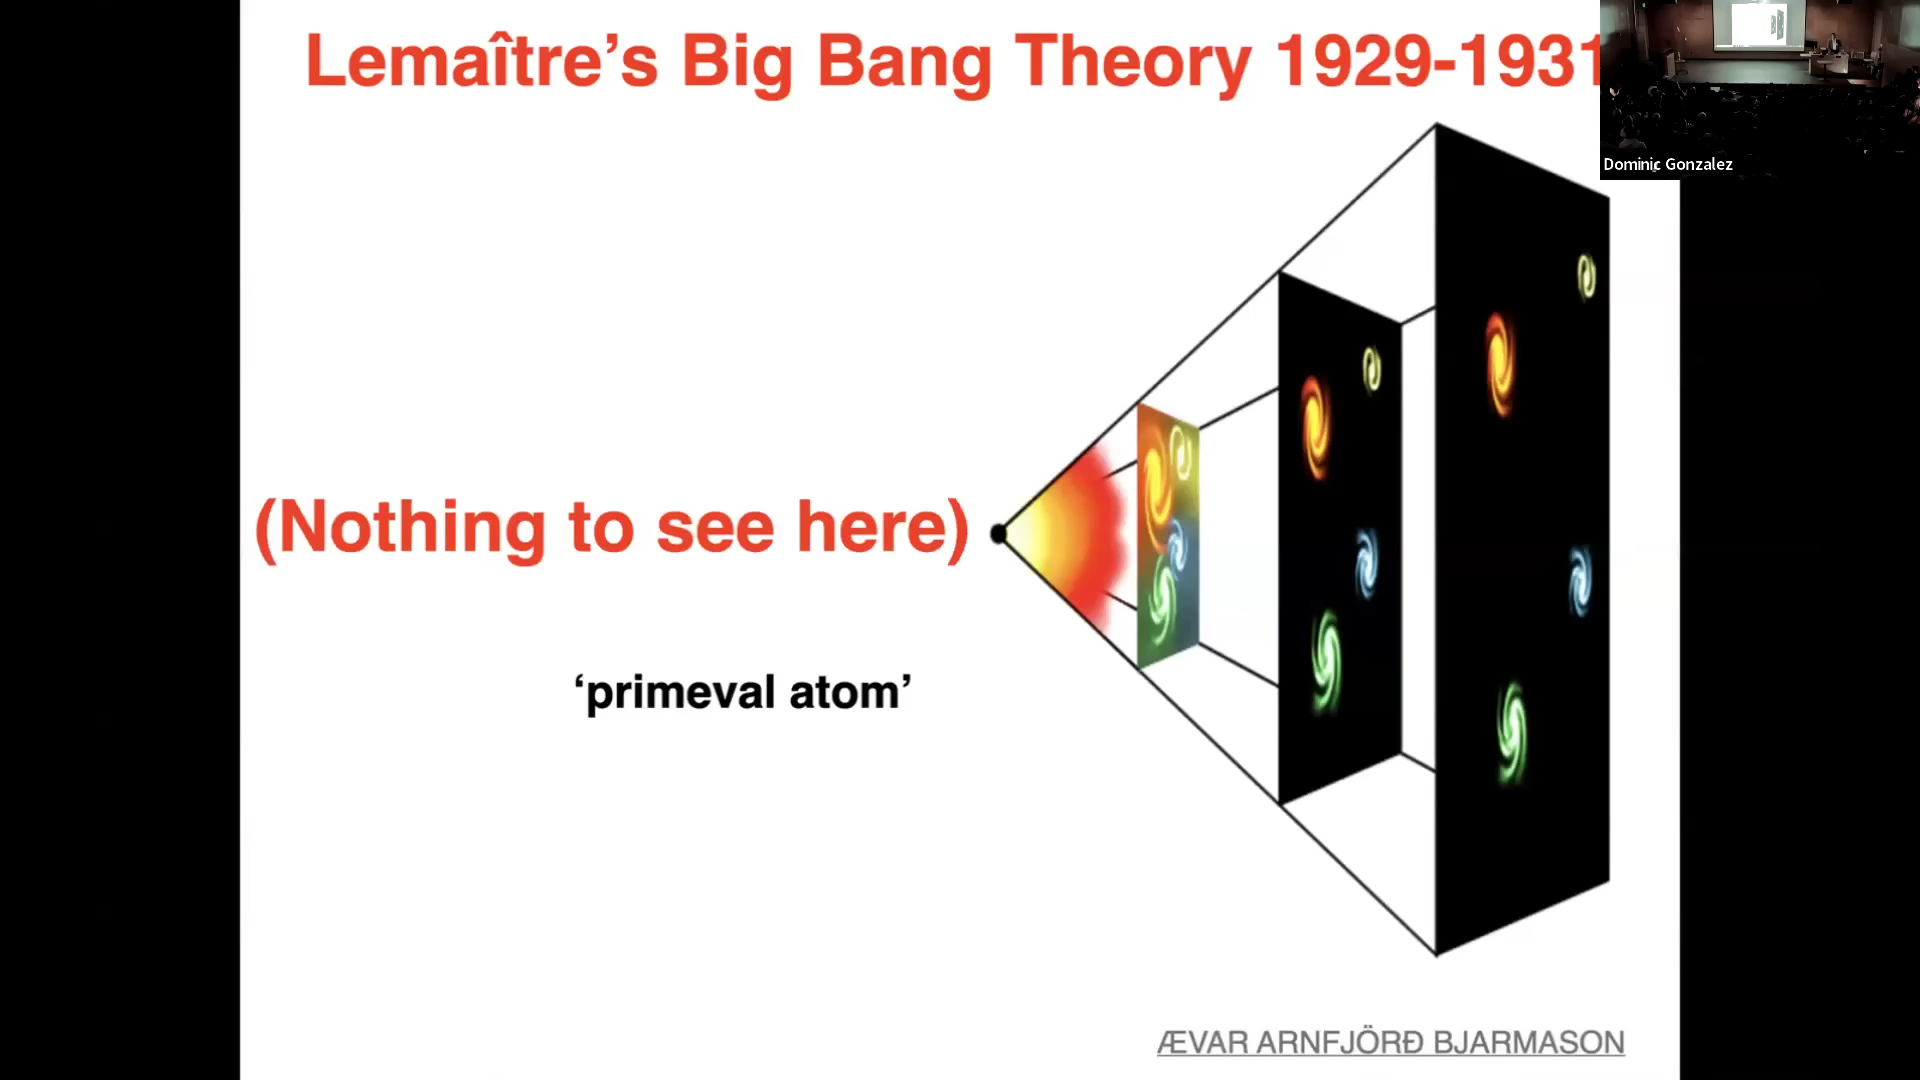 Lemaître’s Big Bang Theory 1929-1931
Dominic Gonzalez
(Nothing to see here)
‘primeval atom’
ÆVAR ARNFJÖRÐ BJARMASON